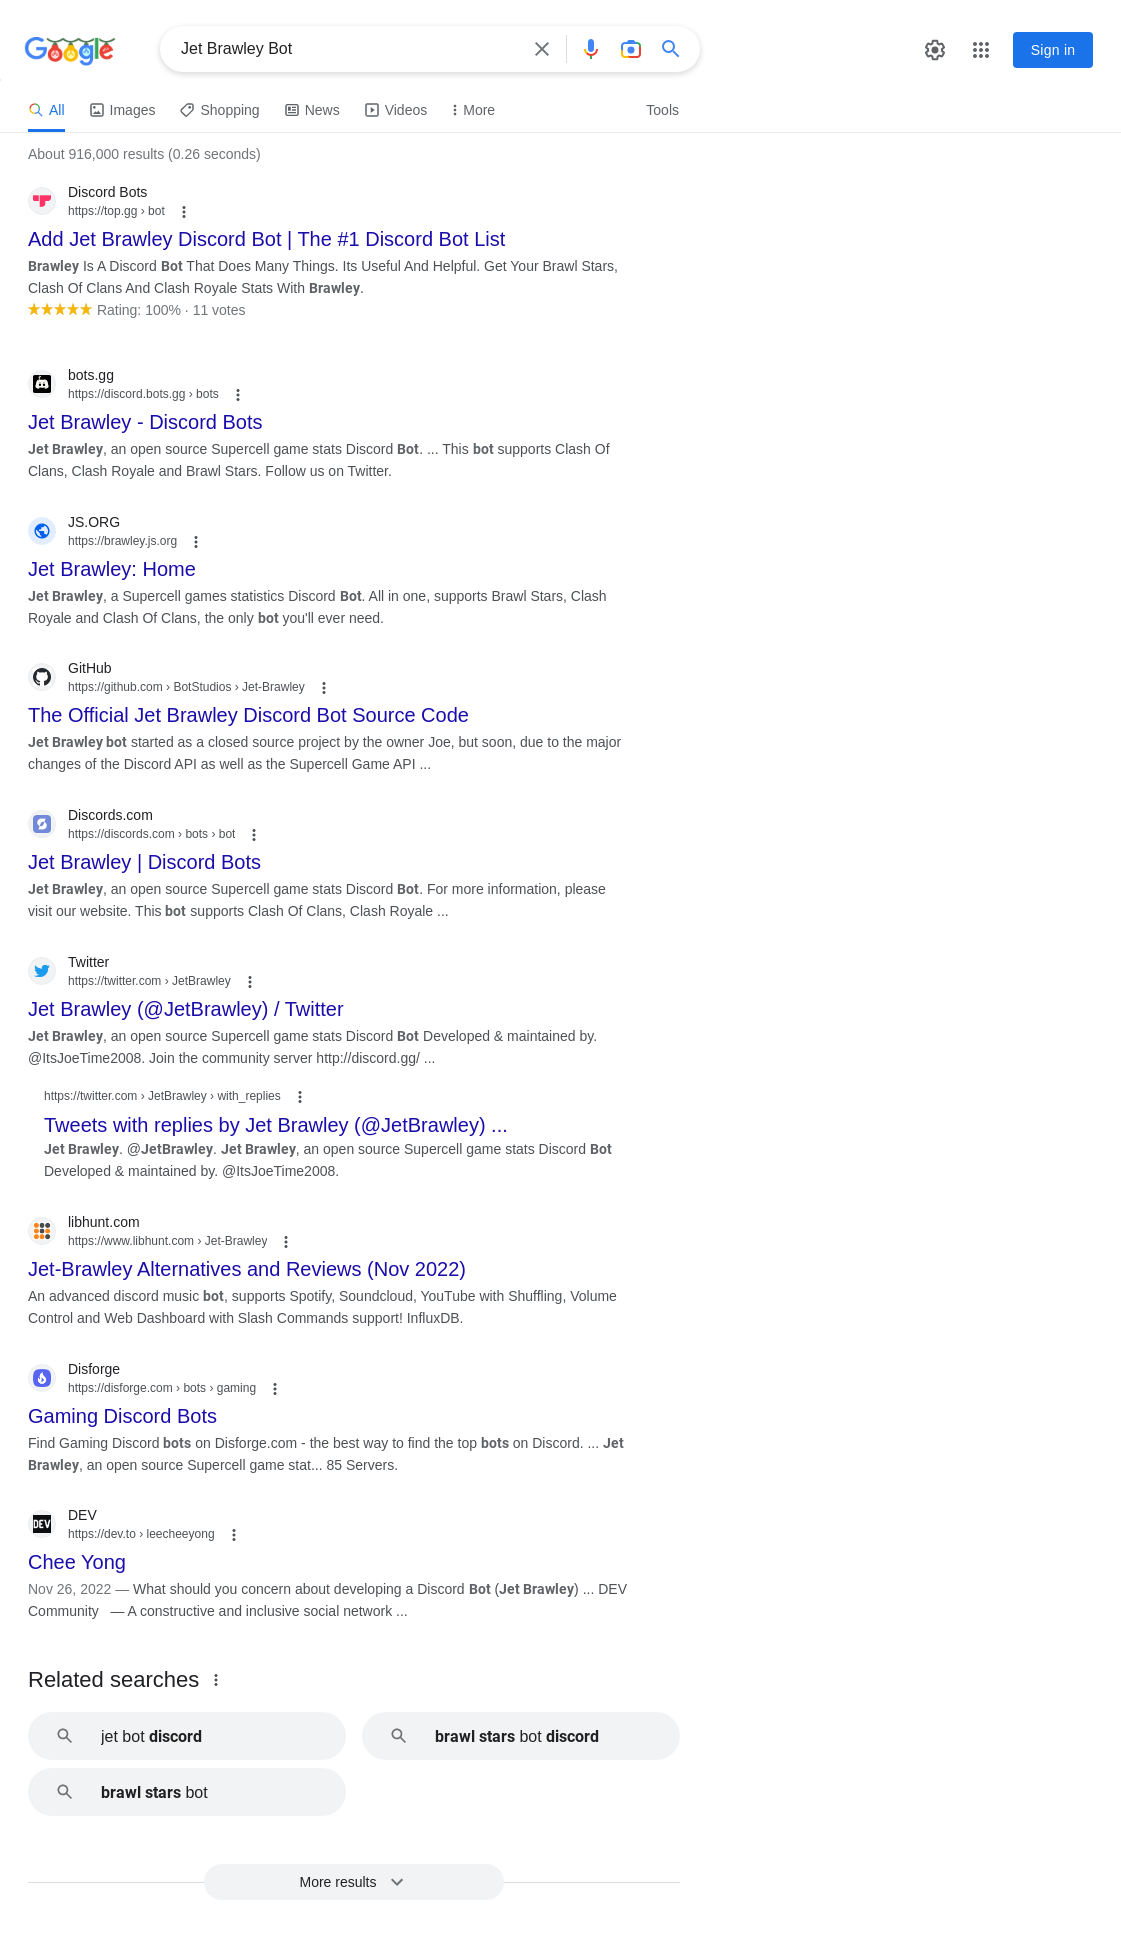 Google
Jet Brawley Bot
Sign in
All Images Shopping News Videos More Tools
About 916,000 results (0.26 seconds)
Discord Bots
https://top.gg › bot
Add Jet Brawley Discord Bot | The #1 Discord Bot List
Brawley Is A Discord Bot That Does Many Things. Its Useful And Helpful. Get Your Brawl Stars,
Clash Of Clans And Clash Royale Stats With Brawley.
Rating: 100% · 11 votes
bots.gg
https://discord.bots.gg › bots
Jet Brawley - Discord Bots
Jet Brawley, an open source Supercell game stats Discord Bot. ... This bot supports Clash Of
Clans, Clash Royale and Brawl Stars. Follow us on Twitter.
JS.ORG
https://brawley.js.org
Jet Brawley: Home
Jet Brawley, a Supercell games statistics Discord Bot. All in one, supports Brawl Stars, Clash
Royale and Clash Of Clans, the only bot you'll ever need.
GitHub
https://github.com › BotStudios › Jet-Brawley
The Official Jet Brawley Discord Bot Source Code
Jet Brawley bot started as a closed source project by the owner Joe, but soon, due to the major
changes of the Discord API as well as the Supercell Game API ...
Discords.com
https://discords.com › bots › bot
Jet Brawley | Discord Bots
Jet Brawley, an open source Supercell game stats Discord Bot. For more information, please
visit our website. This bot supports Clash Of Clans, Clash Royale ...
Twitter
https://twitter.com › JetBrawley
Jet Brawley (@JetBrawley) / Twitter
Jet Brawley, an open source Supercell game stats Discord Bot Developed & maintained by.
@ItsJoeTime2008. Join the community server http://discord.gg/ ...
https://twitter.com › JetBrawley › with_replies
Tweets with replies by Jet Brawley (@JetBrawley) ...
Jet Brawley. @JetBrawley. Jet Brawley, an open source Supercell game stats Discord Bot
Developed & maintained by. @ItsJoeTime2008.
libhunt.com
https://www.libhunt.com › Jet-Brawley
Jet-Brawley Alternatives and Reviews (Nov 2022)
An advanced discord music bot, supports Spotify, Soundcloud, YouTube with Shuffling, Volume
Control and Web Dashboard with Slash Commands support! InfluxDB.
Disforge
https://disforge.com › bots › gaming
Gaming Discord Bots
Find Gaming Discord bots on Disforge.com - the best way to find the top bots on Discord. ... Jet
Brawley, an open source Supercell game stat... 85 Servers.
DEV
DEV
https://dev.to › leecheeyong
Chee Yong
Nov 26, 2022 — What should you concern about developing a Discord Bot (Jet Brawley) ... DEV
Community — A constructive and inclusive social network ...
Related searches
jet bot discord
brawl stars bot discord
brawl stars bot
More results